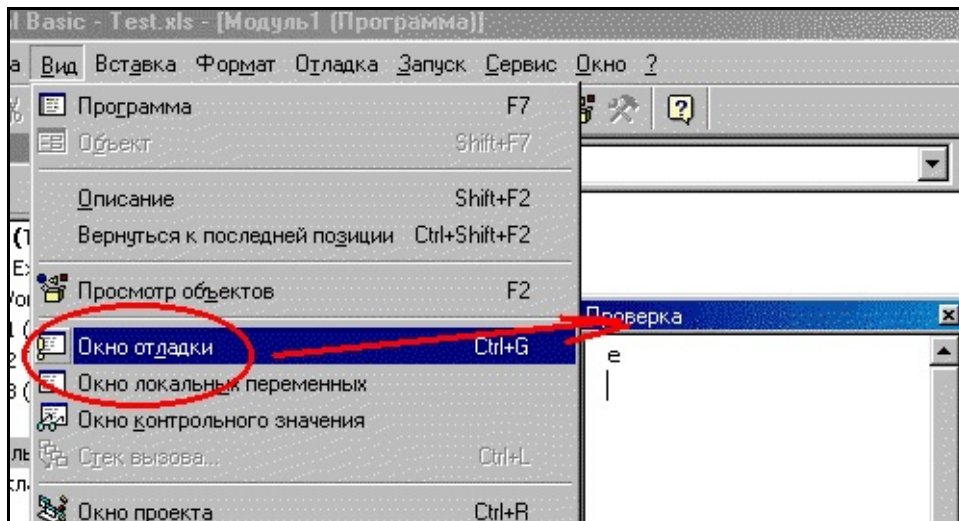 Basic - Test.xls - [Модуль1 (Программа)]
Вид Вставка Формат Отладка Запуск Сервис Окно ?
Программа F7
Объект Shift+F7
Описание Shift+F2
Вернуться к последней позиции Ctrl+Shift+F2
Просмотр объектов F2
Проверка
Окно отладки Ctrl+G
е
Окно локальных переменных
Окно контрольного значения
Стек вызова... Ctrl+L
Окно проекта Ctrl+R